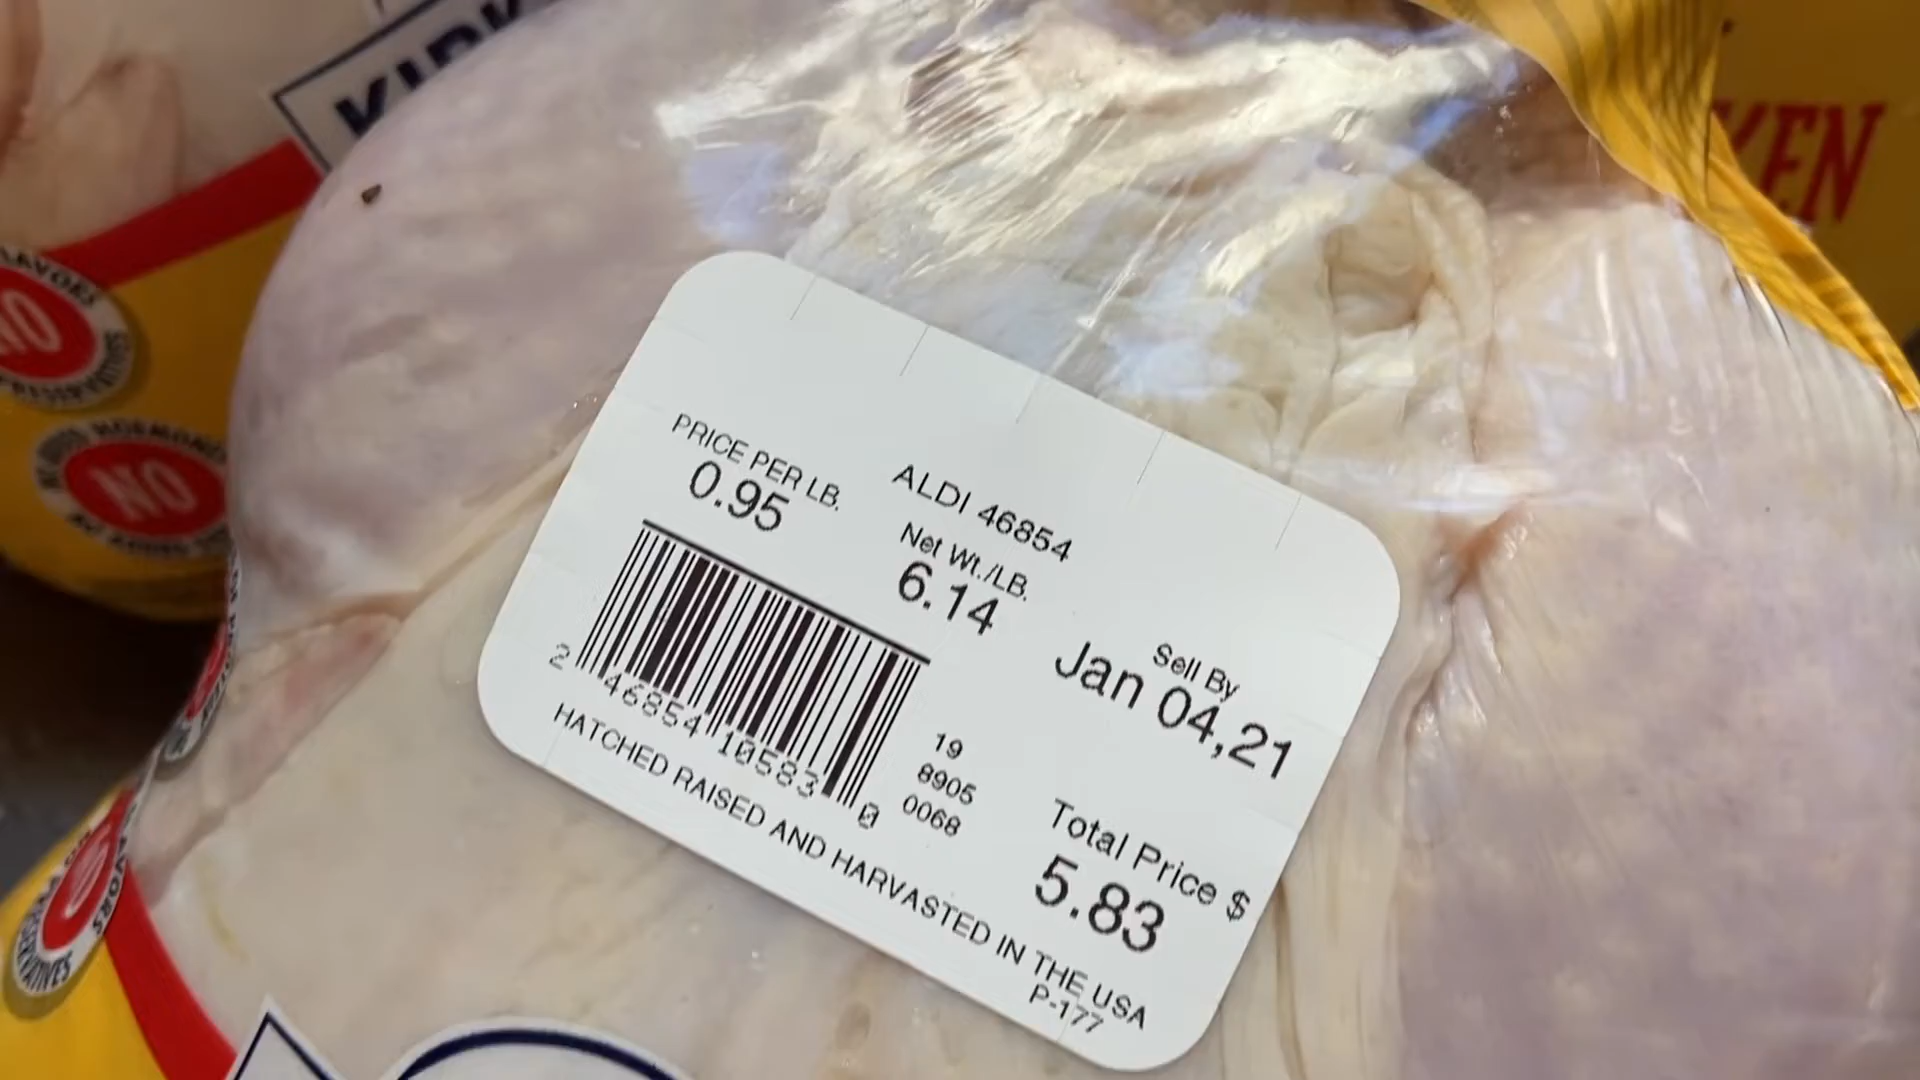 PRICE PER LB.
0.95
ALDI 46854
Net Wt./LB.
6.14
Sell By
Jan 04,21
2 46854 10583 0
19
8905
0068
Total Price $
5.83
HATCHED RAISED AND HARVASTED IN THE USA
P-177
NO
NO